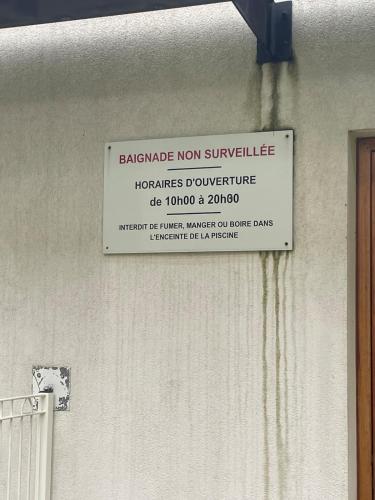 BAIGNADE NON SURVEILLÉE
HORAIRES D'OUVERTURE
de 10h00 à 20h00
INTERDIT DE FUMER, MANGER OU BOIRE DANS
L'ENCEINTE DE LA PISCINE